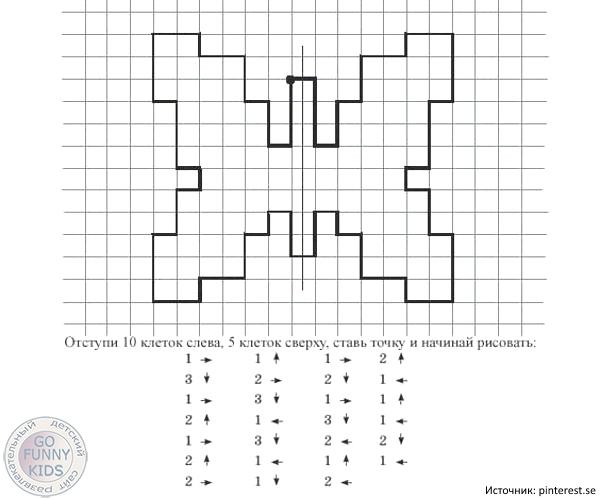 Отступи 10 клеток слева, 5 клеток сверху, ставь точку и начинай рисовать:
1 → 1 ↑ 1 → 2 ↑
3 ↓ 2 → 2 ↓ 1 ←
1 → 3 ↓ 1 → 1 ↑
2 ↑ 1 ← 3 ↓ 1 ←
1 → 3 ↓ 2 ← 2 ↓
2 ↑ 1 ← 1 ↑ 1 ←
2 → 1 ↓ 2 ←
развлекательный детский сайт
GO
FUNNY
KIDS
Источник: pinterest.se